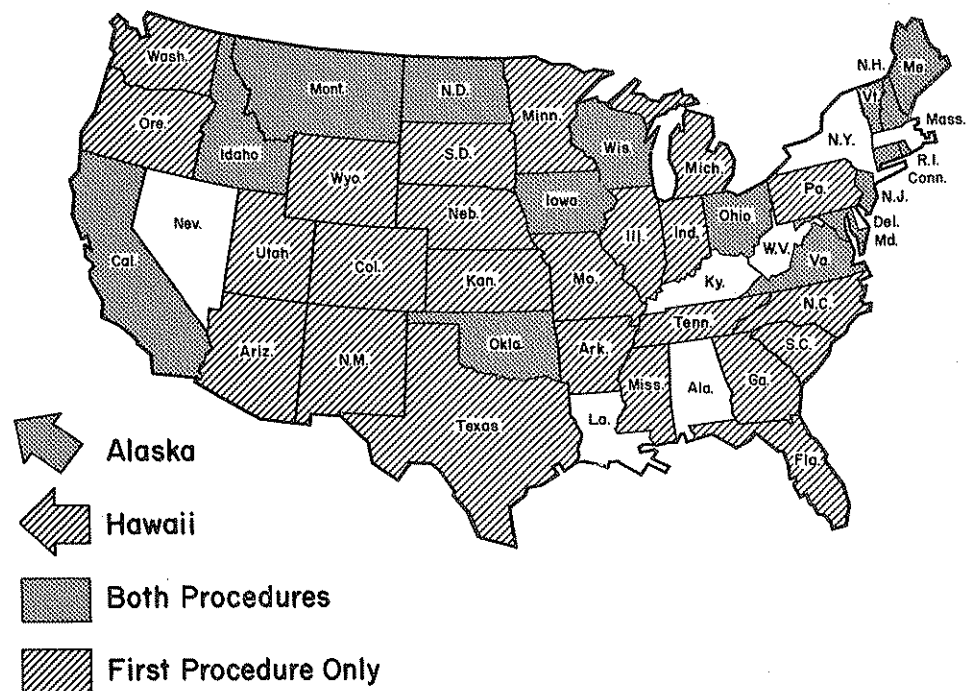 Wash.
Mont.
N.D.
Minn.
N.H.
Me.
Vt.
Mass.
Ore.
Idaho
S.D.
Wis.
N.Y.
R.I.
Conn.
Wyo.
Mich.
Pa.
N.J.
Nev.
Neb.
Iowa
Ohio
Del.
Md.
Cal.
Utah
Col.
Ill.
Ind.
W.V.
Va.
Kan.
Mo.
Ky.
N.C.
Ariz.
N.M.
Okla.
Ark.
Tenn.
S.C.
Miss.
Ala.
Ga.
Texas
La.
Fla.
Alaska
Hawaii
Both Procedures
First Procedure Only